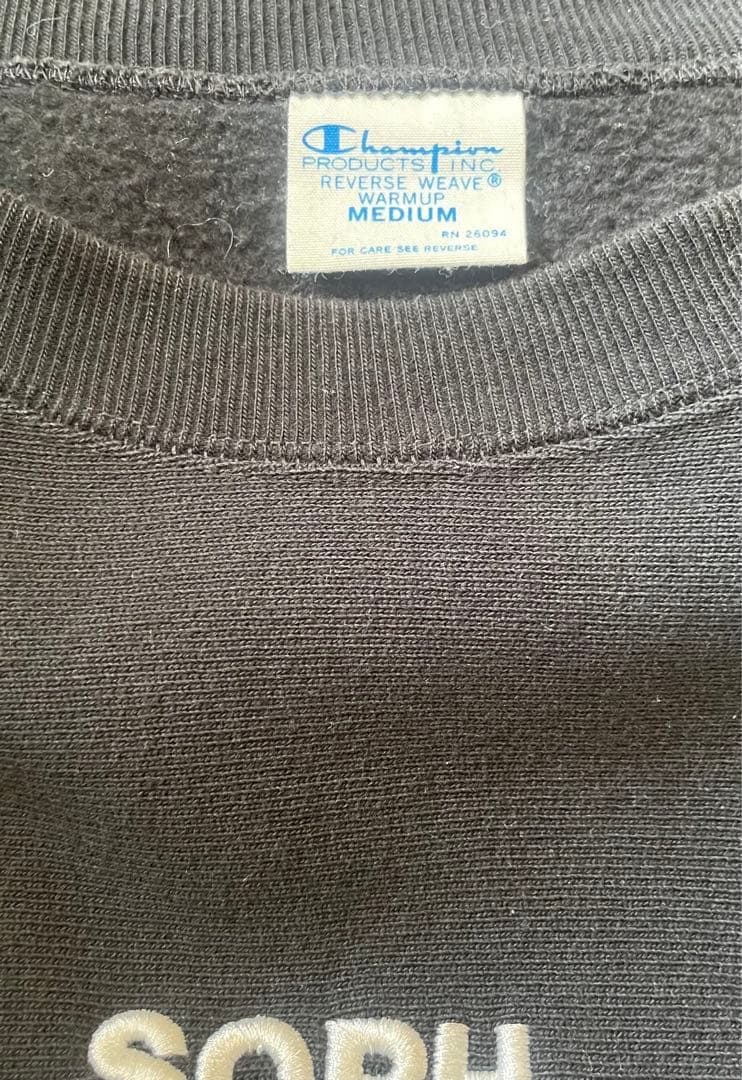 Champion
PRODUCTS INC
REVERSE WEAVE®
WARMUP
MEDIUM
RN 26094
FOR CARE SEE REVERSE
SOPH